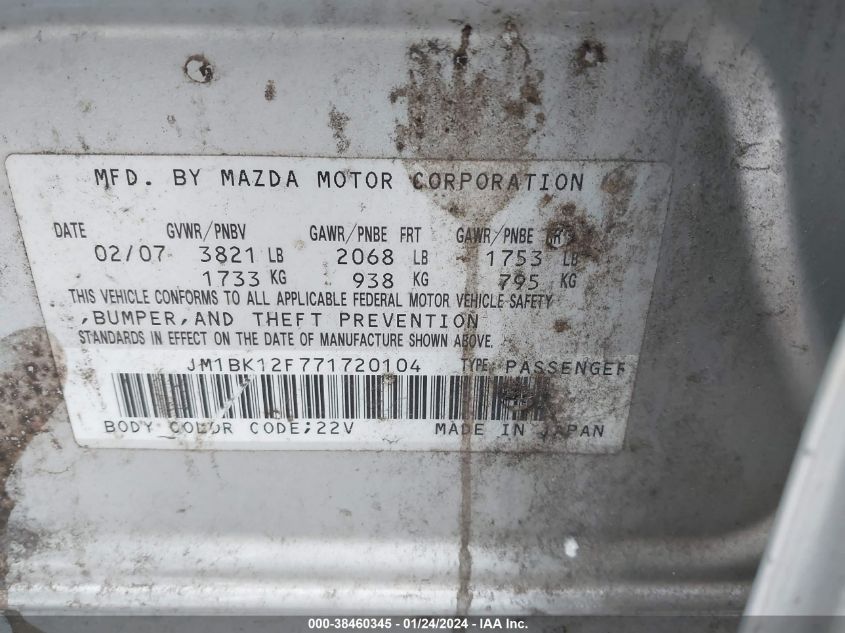 MFD. BY MAZDA MOTOR CORPORATION
DATE GVWR/PNBV GAWR/PNBE FRT GAWR/PNBE
02/07 3821 LB 2068 LB 1753 LB
1733 KG 938 KG 795 KG
THIS VEHICLE CONFORMS TO ALL APPLICABLE FEDERAL MOTOR VEHICLE SAFETY
,BUMPER,AND THEFT PREVENTION
STANDARDS IN EFFECT ON THE DATE OF MANUFACTURE SHOWN ABOVE.
JM1BK12F771720104 TYPE PASSENGER
BODY COLOR CODE;22V MADE IN JAPAN
000-38460345 | 01/24/2024 - IAA Inc.